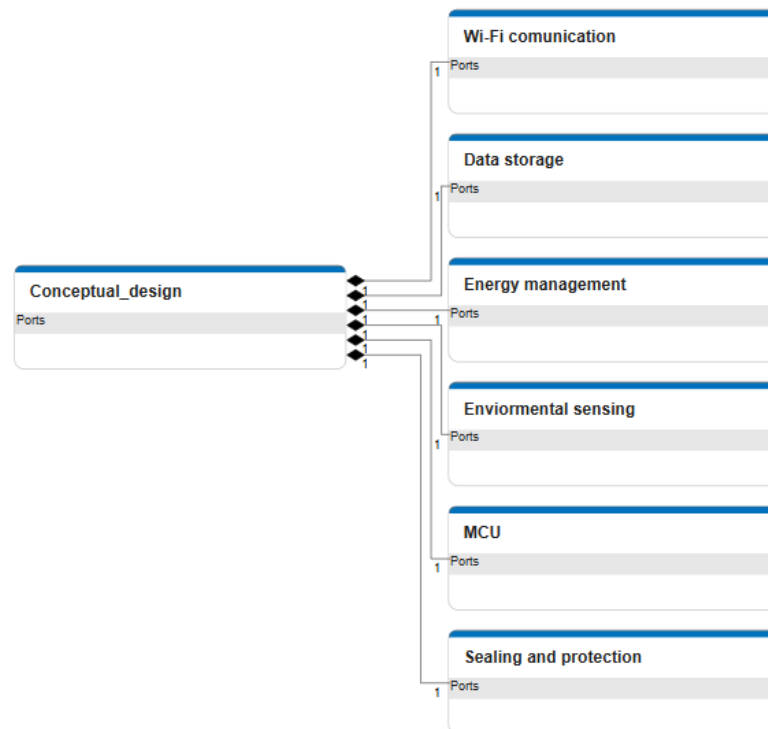 Wi-Fi comunication
Ports
1
Data storage
Ports
1
Energy management
Ports
1
Conceptual_design
Ports
1
1
1
1
1
1
Enviormental sensing
Ports
1
MCU
Ports
1
Sealing and protection
Ports
1